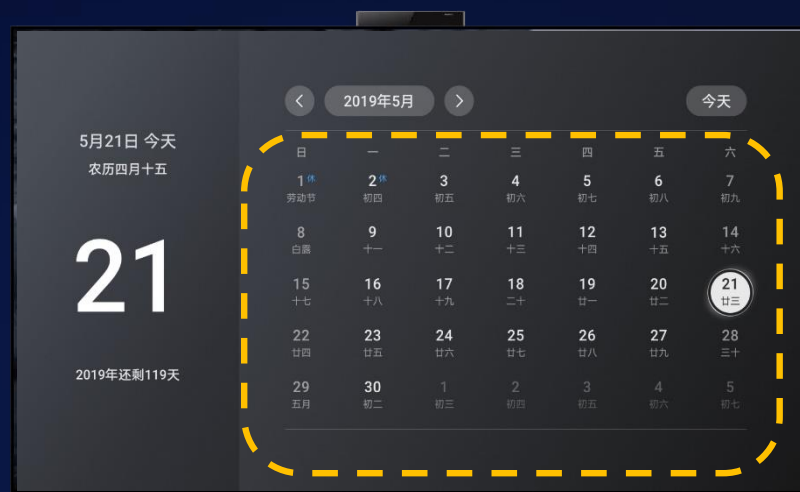 2019年5月
今天
5月21日 今天
农历四月十五
21
2019年还剩119天
日 一 二 三 四 五 六
1休 2休 3 4 5 6 7
劳动节 初四 初五 初六 初七 初八 初九
8 9 10 11 12 13 14
白露 十一 十二 十三 十四 十五 十六
15 16 17 18 19 20 21
十七 十八 十九 二十 廿一 廿二 廿三
22 23 24 25 26 27 28
廿四 廿五 廿六 廿七 廿八 廿九 三十
29 30 1 2 3 4 5
五月 初二 初三 初四 初五 初六 初七